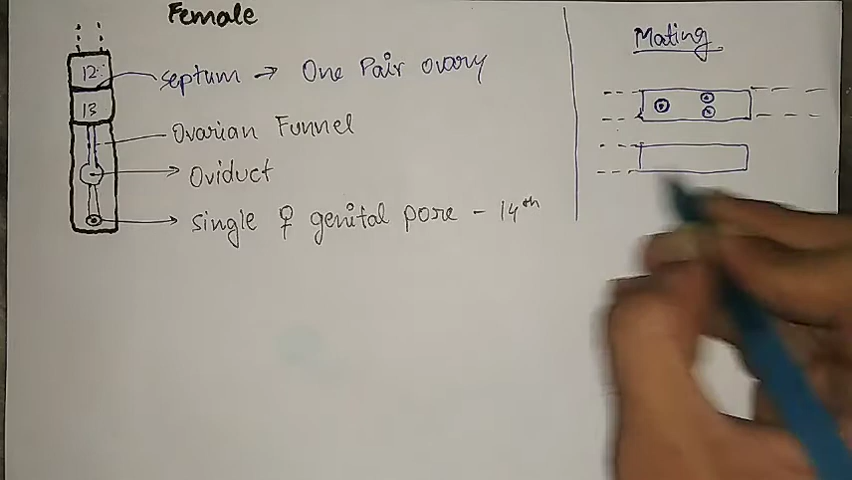 Female
12
septum → One Pair ovary
13
Ovarian Funnel
Oviduct
single ♀ genital pore - 14th
Mating